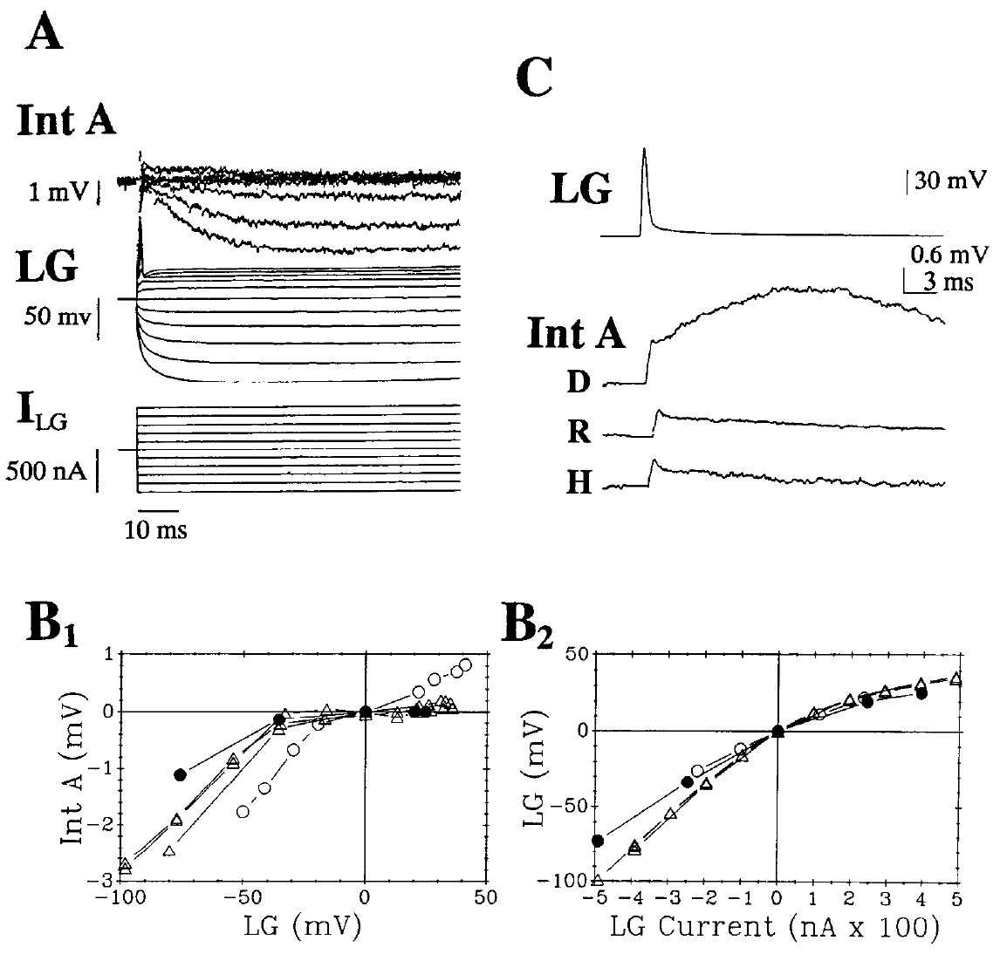 A
Int A
1 mV
LG
50 mv
I_LG
500 nA
10 ms
C
LG
30 mV
0.6 mV
3 ms
Int A
D
R
H
B1
1
0
-1
-2
-3
Int A (mV)
-100 -50 0 50
LG (mV)
B2
50
0
-50
-100
LG (mV)
-5 -4 -3 -2 -1 0 1 2 3 4 5
LG Current (nA x 100)